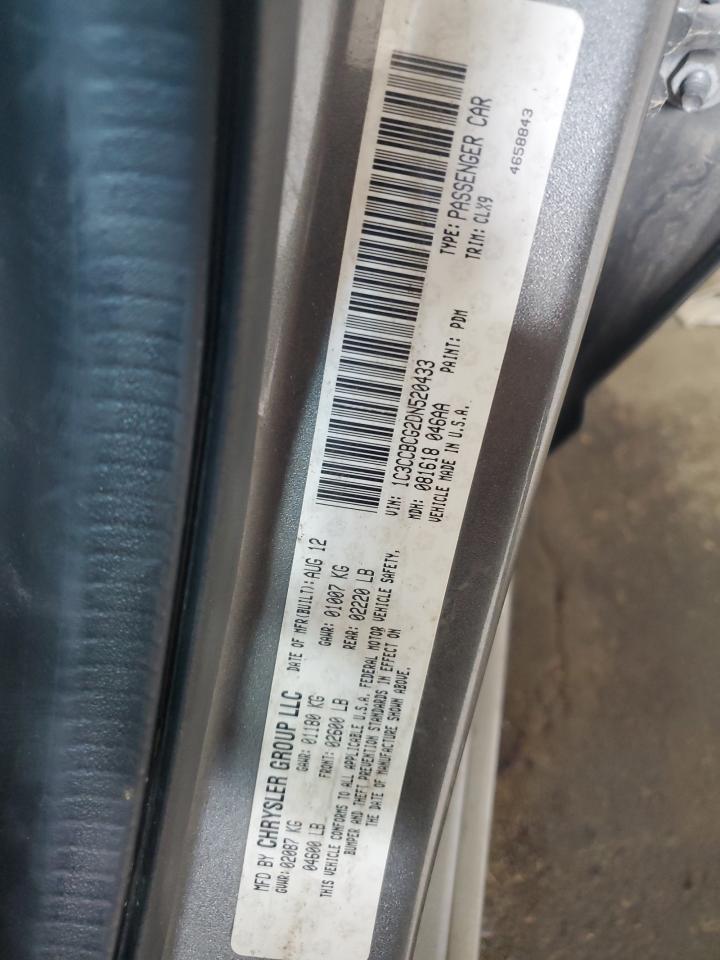 MFD BY CHRYSLER GROUP LLC DATE OF MFR(BUILT): AUG 12
GVWR: 02087 KG GAWR: 01180 KG GAWR: 01007 KG
04600 LB FRONT: 02600 LB REAR: 02220 LB
THIS VEHICLE CONFORMS TO ALL APPLICABLE U.S.A. FEDERAL MOTOR VEHICLE SAFETY,
BUMPER AND THEFT PREVENTION STANDARDS IN EFFECT ON
THE DATE OF MANUFACTURE SHOWN ABOVE.
VIN: 1C3CCBCG2DN520433 TYPE: PASSENGER CAR
MDH: 081618 046AA PAINT: PDM TRIM: CLX9
VEHICLE MADE IN U.S.A.
4658843